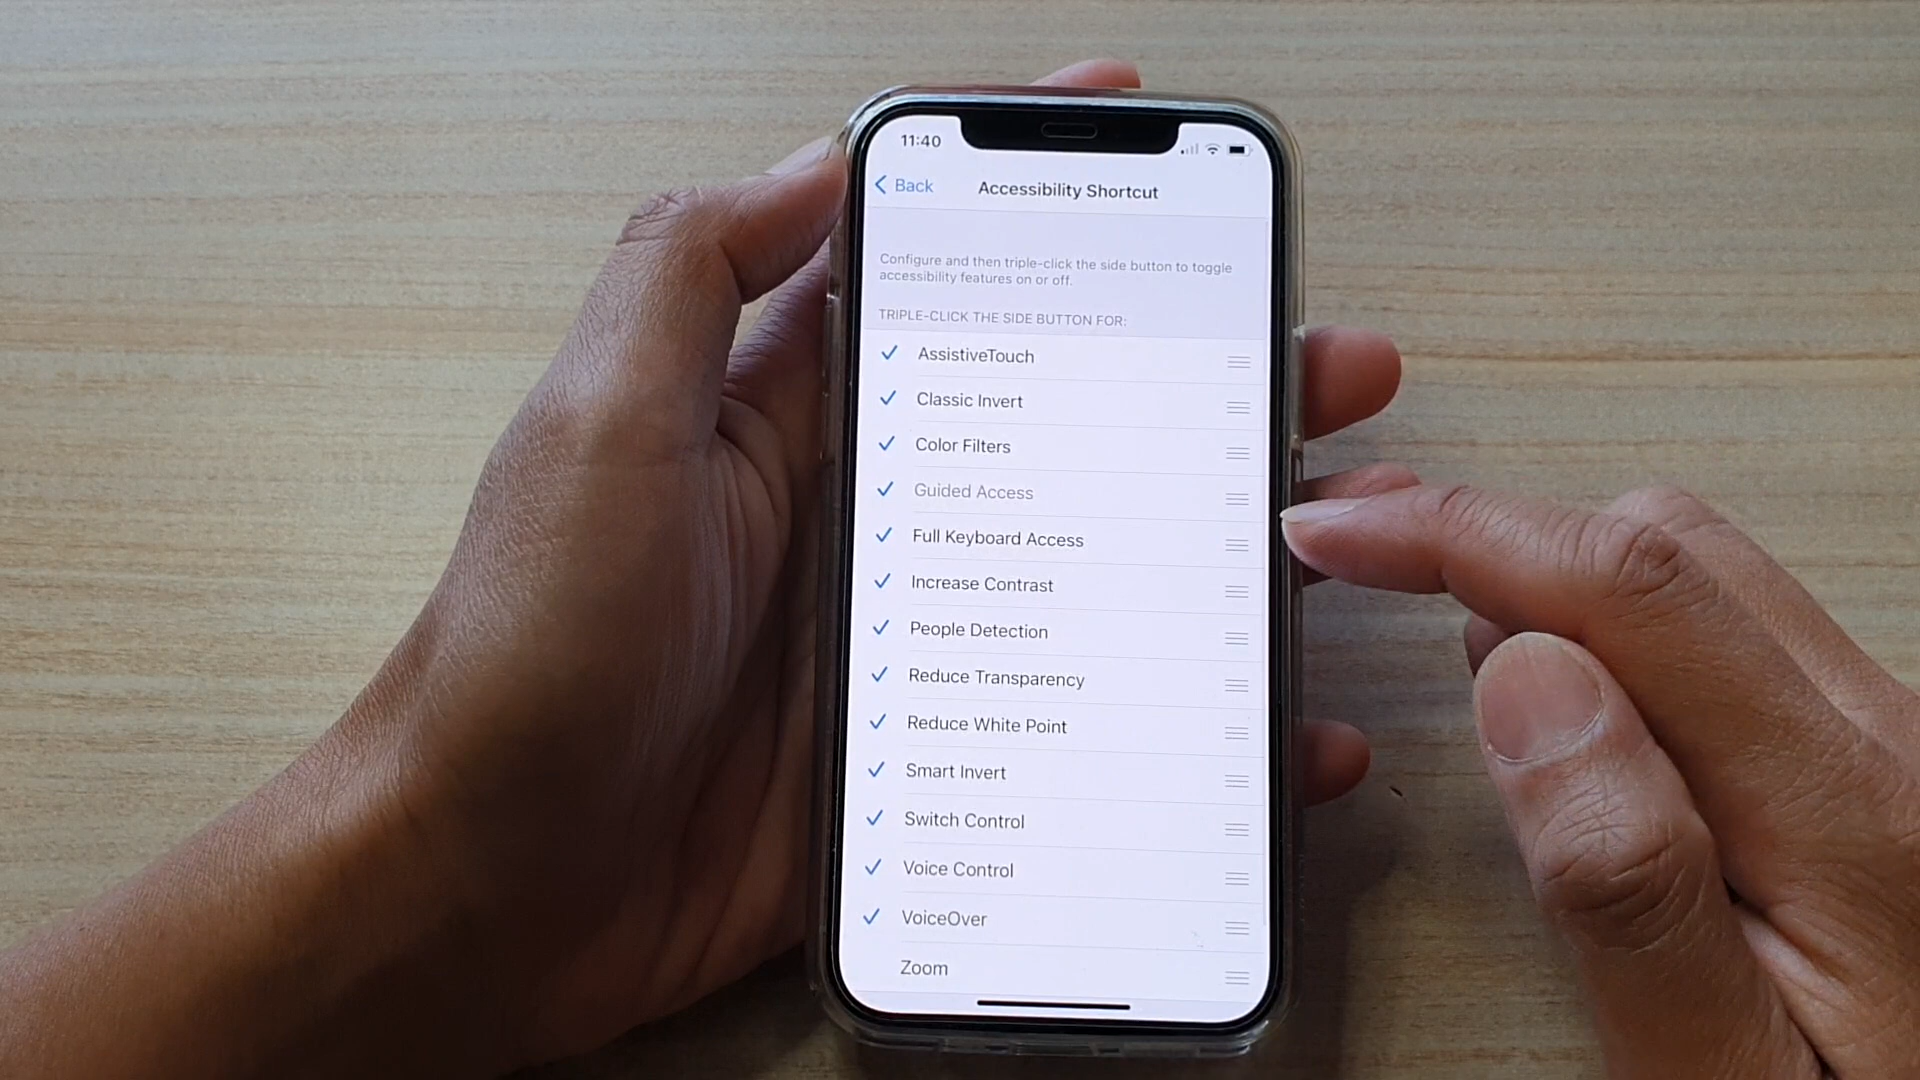 11:40
Back
Accessibility Shortcut
Configure and then triple-click the side button to toggle
accessibility features on or off.
TRIPLE-CLICK THE SIDE BUTTON FOR:
AssistiveTouch
Classic Invert
Color Filters
Guided Access
Full Keyboard Access
Increase Contrast
People Detection
Reduce Transparency
Reduce White Point
Smart Invert
Switch Control
Voice Control
VoiceOver
Zoom